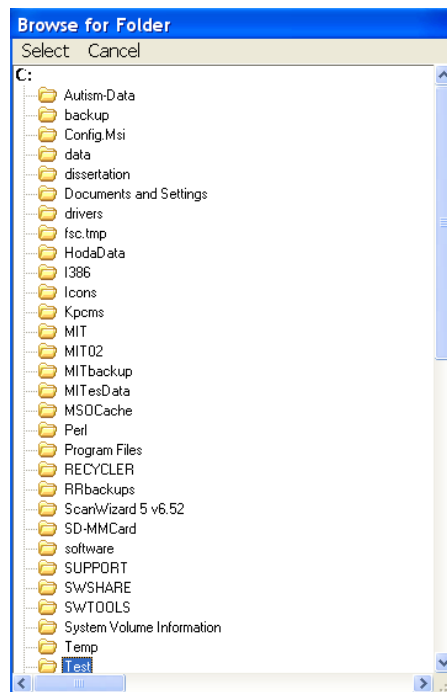 Browse for Folder
Select Cancel
C:
Autism-Data
backup
Config.Msi
data
dissertation
Documents and Settings
drivers
fsc.tmp
HodaData
I386
Icons
Kpcms
MIT
MIT02
MITbackup
MITesData
MSOCache
Perl
Program Files
RECYCLER
RRbackups
ScanWizard 5 v6.52
SD-MMCard
software
SUPPORT
SWSHARE
SWTOOLS
System Volume Information
Temp
Test